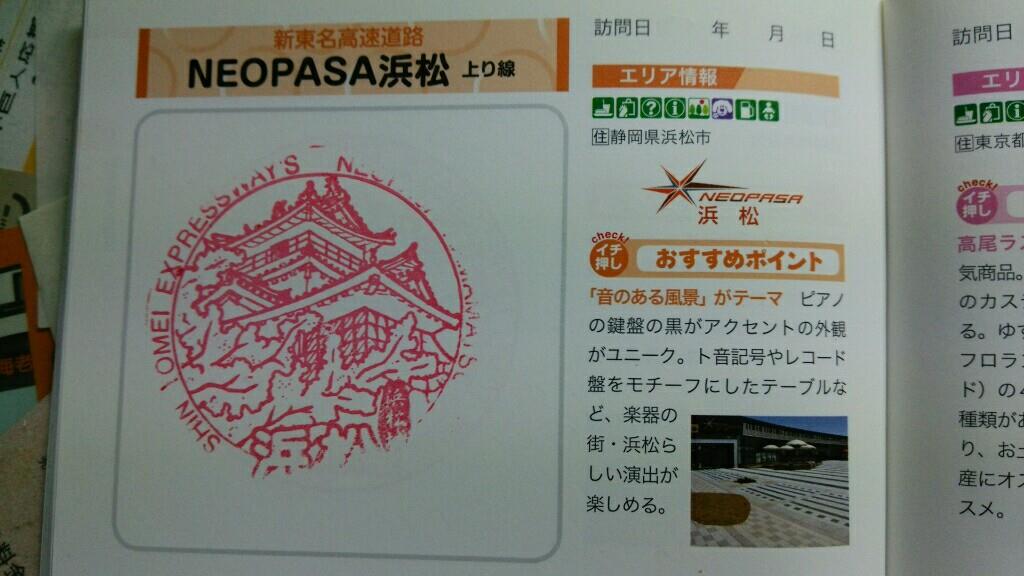 新東名高速道路
NEOPASA浜松 上り線
SHIN TOMEI EXPRESSWAY'S
浜松
訪問日 年 月 日
エリア情報
住 静岡県浜松市
NEOPASA
浜松
check!
イチ押し
おすすめポイント
「音のある風景」がテーマ ピアノ
の鍵盤の黒がアクセントの外観
がユニーク。ト音記号やレコード
盤をモチーフにしたテーブルな
ど、楽器の
街・浜松ら
しい演出が
楽しめる。
訪問日
エリ
住 東京都
check!
イチ押し
高尾ラ
気商品。
のカス
る。ゆず
フロラ
ド）の
種類があ
り、お土
産にオス
スメ。